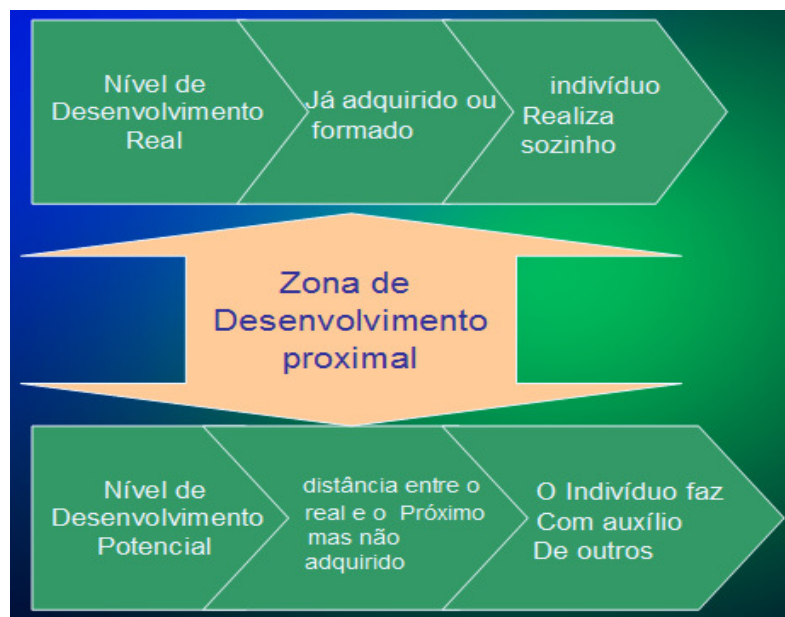 Nível de
Desenvolvimento
Real
Já adquirido ou
formado
indivíduo
Realiza
sozinho
Zona de
Desenvolvimento
proximal
Nível de
Desenvolvimento
Potencial
distância entre o
real e o Próximo
mas não
adquirido
O Indivíduo faz
Com auxílio
De outros